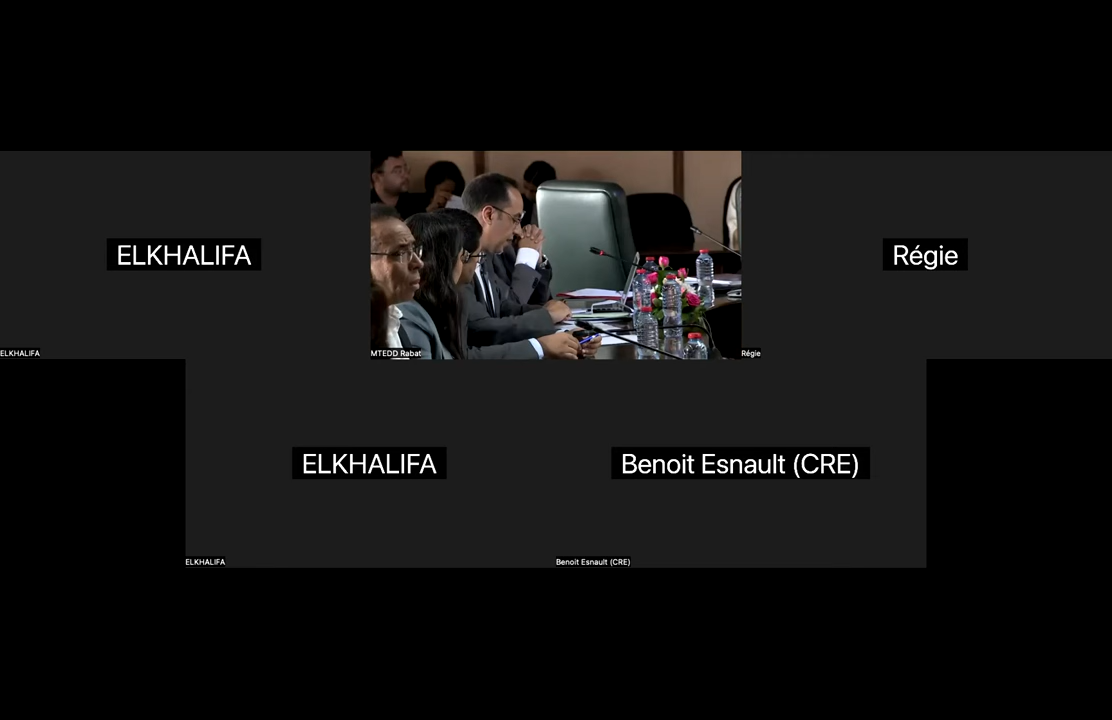 ELKHALIFA
ELKHALIFA
MTEDD Rabat
Régie
Régie
ELKHALIFA
ELKHALIFA
Benoit Esnault (CRE)
Benoit Esnault (CRE)